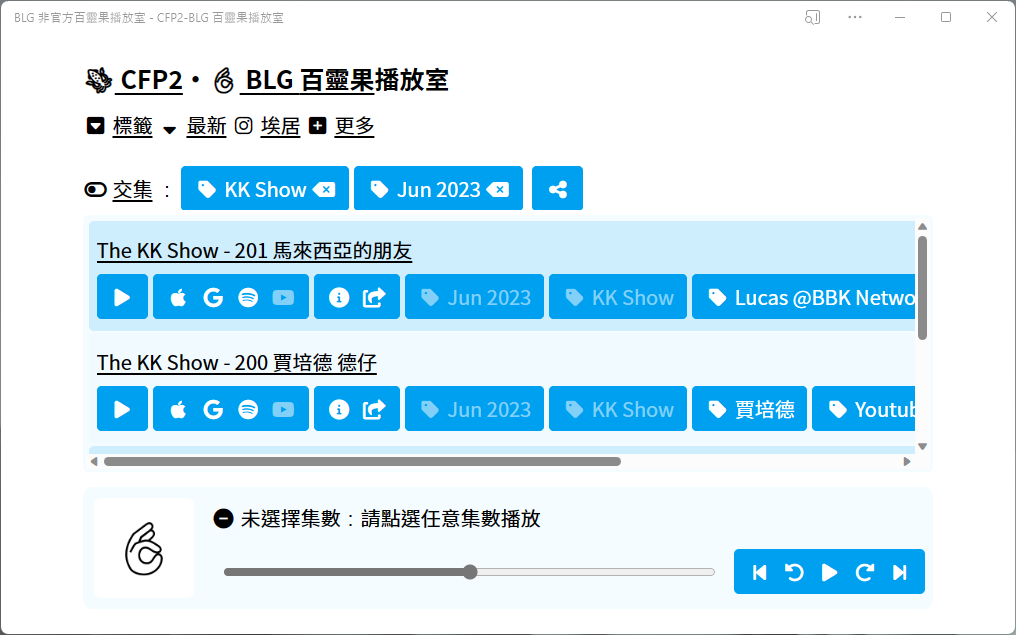 BLG 非官方百靈果播放室 - CFP2-BLG 百靈果播放室
CFP2・ BLG 百靈果播放室
標籤 最新 埃居 更多
交集 : KK Show Jun 2023
The KK Show - 201 馬來西亞的朋友
Jun 2023 KK Show Lucas @BBK Netwo
The KK Show - 200 賈培德 德仔
Jun 2023 KK Show 賈培德 Youtub
未選擇集數：請點選任意集數播放